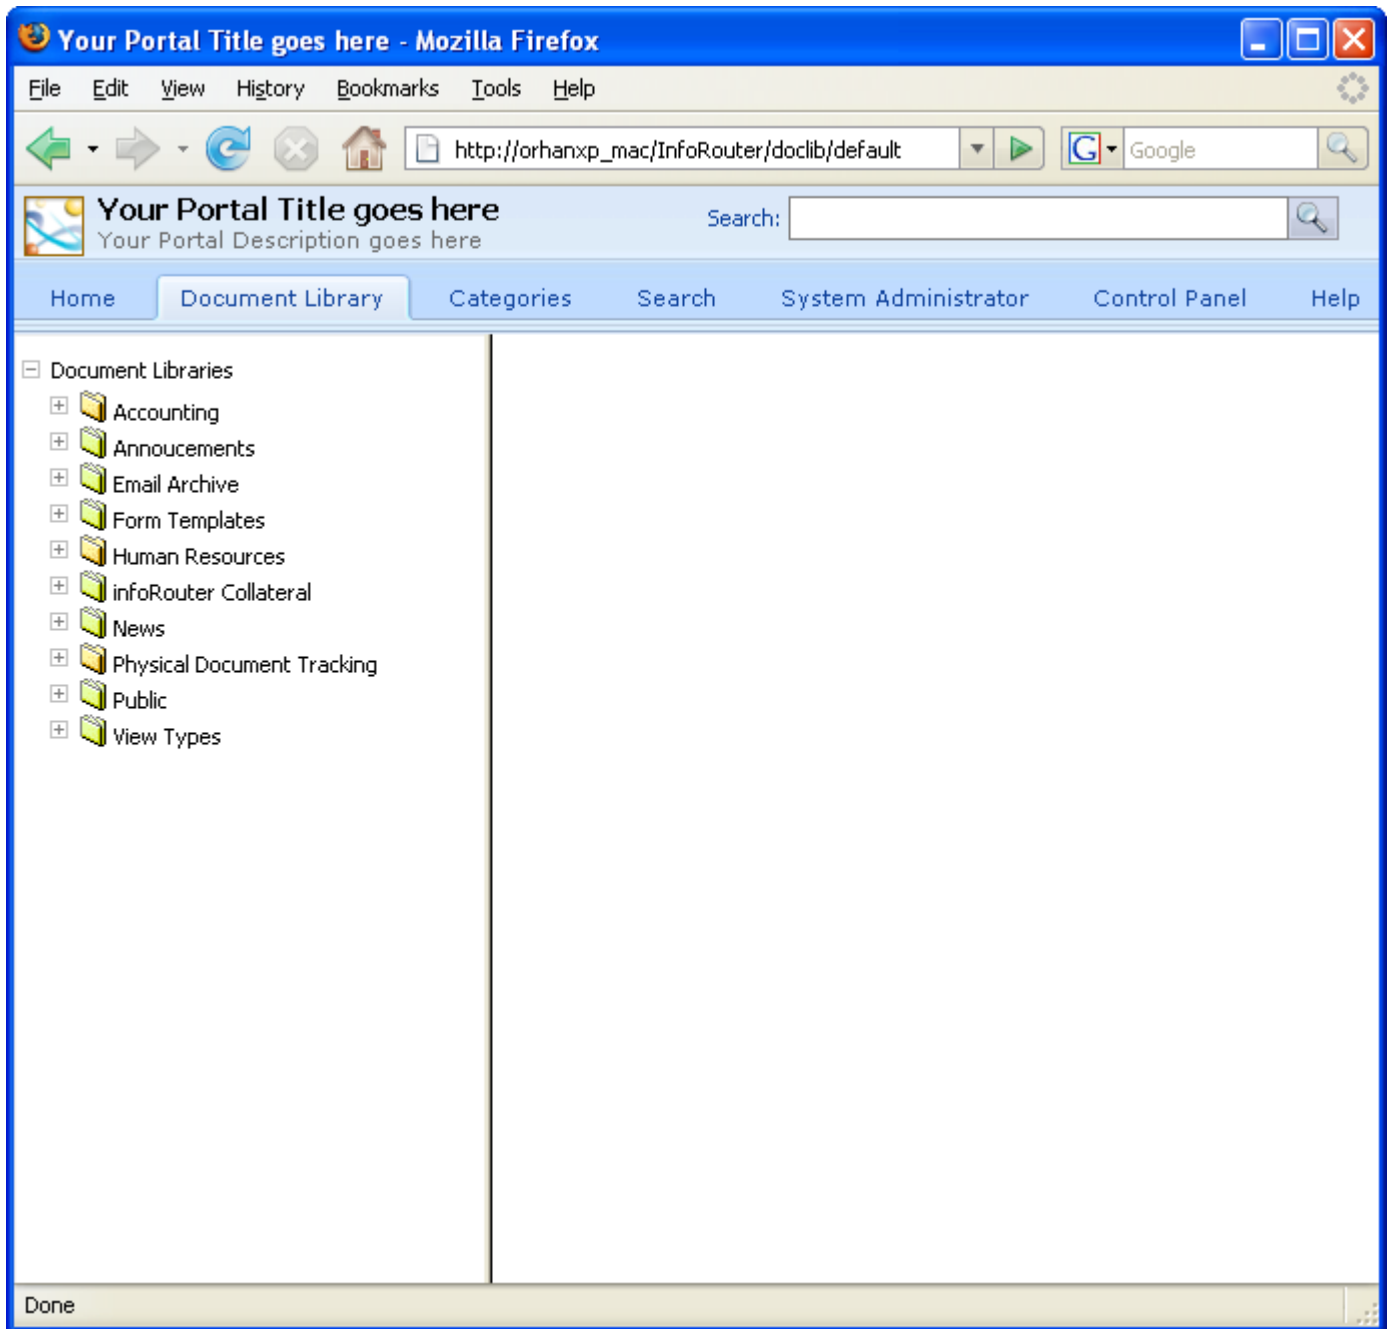 Your Portal Title goes here - Mozilla Firefox
File Edit View History Bookmarks Tools Help
http://orhanxp_mac/InfoRouter/doclib/default
G Google
Your Portal Title goes here
Your Portal Description goes here
Search:
Home Document Library Categories Search System Administrator Control Panel Help
Document Libraries
Accounting
Annoucements
Email Archive
Form Templates
Human Resources
infoRouter Collateral
News
Physical Document Tracking
Public
View Types
Done